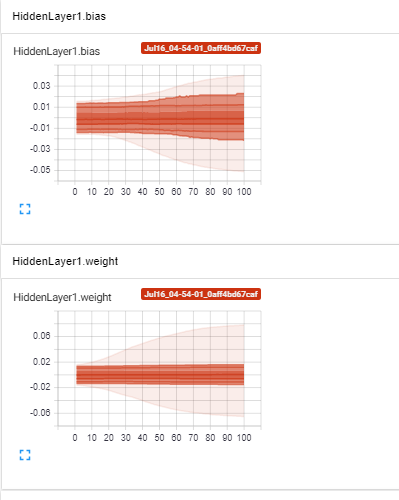 HiddenLayer1.bias
HiddenLayer1.bias
Jul16_04-54-01_0aff4bd67caf
0.03
0.01
-0.01
-0.03
-0.05
0 10 20 30 40 50 60 70 80 90 100
HiddenLayer1.weight
HiddenLayer1.weight
Jul16_04-54-01_0aff4bd67caf
0.06
0.02
-0.02
-0.06
0 10 20 30 40 50 60 70 80 90 100